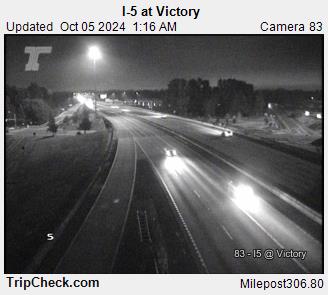 I-5 at Victory
Updated Oct 05 2024 1:16 AM Camera 83
T
S
83 - I5 @ Victory
TripCheck.com Milepost306.80